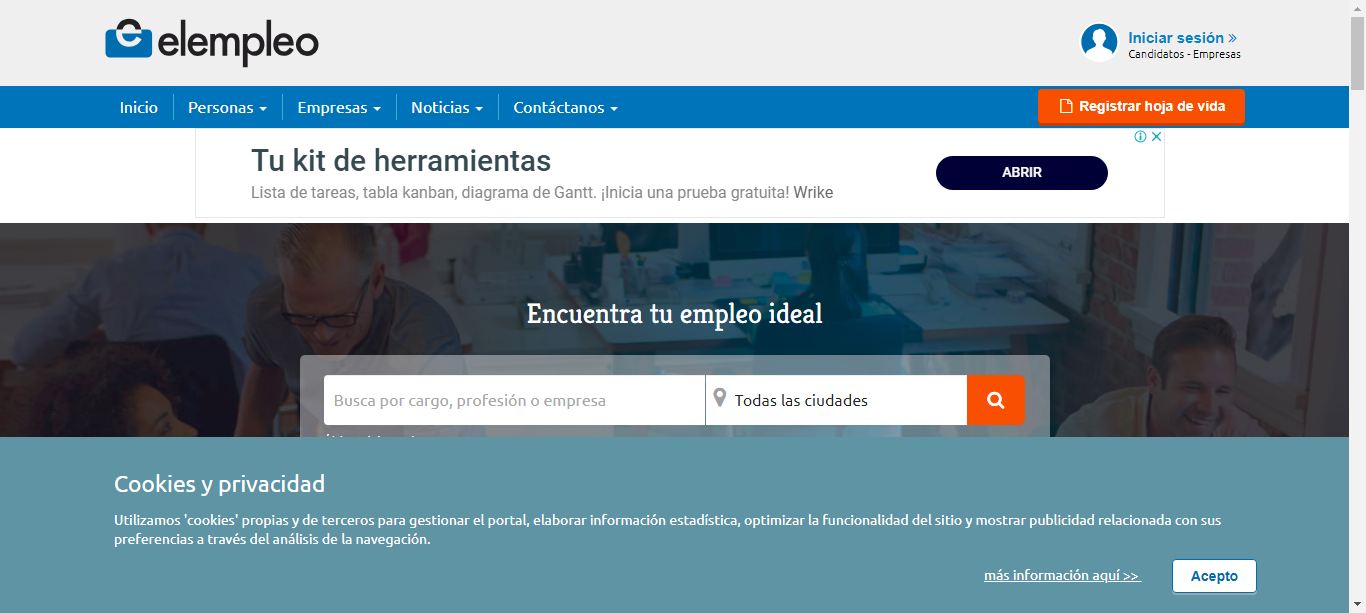 elempleo
Iniciar sesión »
Candidatos - Empresas
Inicio
Personas
Empresas
Noticias
Contáctanos
Registrar hoja de vida
Tu kit de herramientas
Lista de tareas, tabla kanban, diagrama de Gantt. ¡Inicia una prueba gratuita! Wrike
ABRIR
Encuentra tu empleo ideal
Busca por cargo, profesión o empresa
Todas las ciudades
Cookies y privacidad
Utilizamos 'cookies' propias y de terceros para gestionar el portal, elaborar información estadística, optimizar la funcionalidad del sitio y mostrar publicidad relacionada con sus
preferencias a través del análisis de la navegación.
más información aquí >>
Acepto